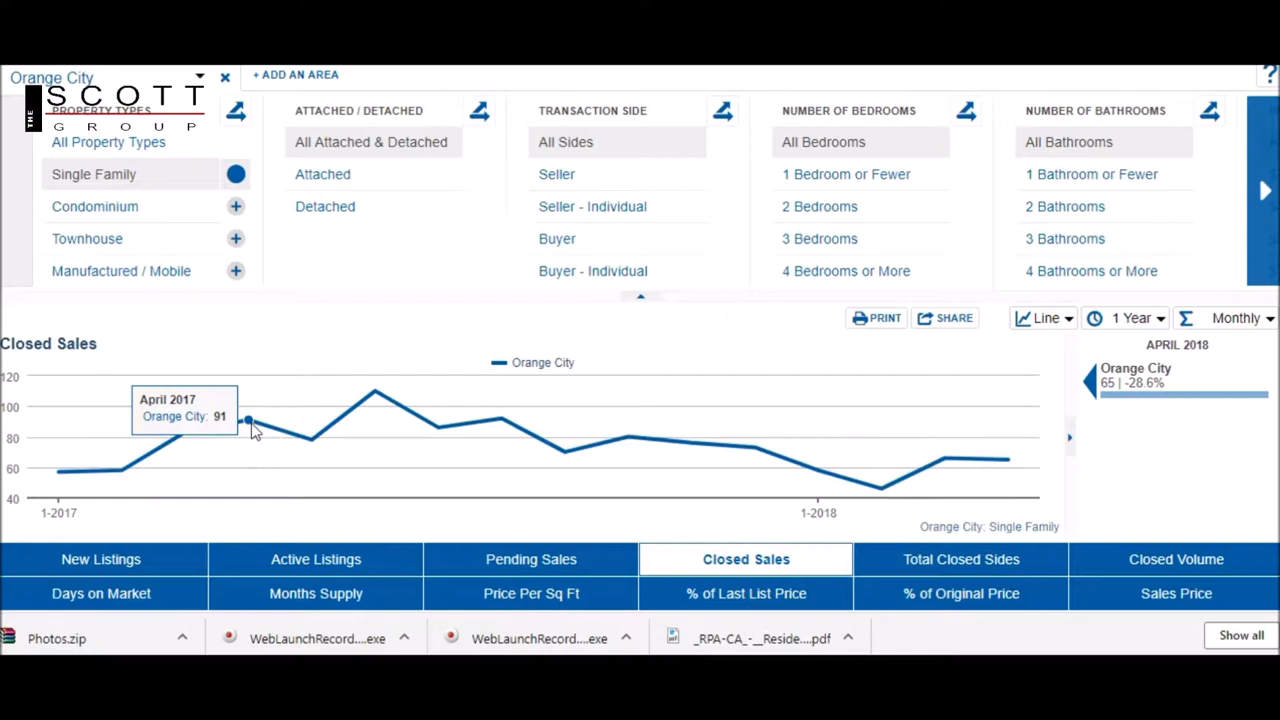 Orange City
+ ADD AN AREA
?
THE
SCOTT
GROUP
PROPERTY TYPES
All Property Types
Single Family
Condominium
Townhouse
Manufactured / Mobile
ATTACHED / DETACHED
All Attached & Detached
Attached
Detached
TRANSACTION SIDE
All Sides
Seller
Seller - Individual
Buyer
Buyer - Individual
NUMBER OF BEDROOMS
All Bedrooms
1 Bedroom or Fewer
2 Bedrooms
3 Bedrooms
4 Bedrooms or More
NUMBER OF BATHROOMS
All Bathrooms
1 Bathroom or Fewer
2 Bathrooms
3 Bathrooms
4 Bathrooms or More
PRINT
SHARE
Line
1 Year
Σ Monthly
Closed Sales
Orange City
120
100
80
60
40
April 2017
Orange City: 91
1-2017
1-2018
Orange City: Single Family
APRIL 2018
Orange City
65 | -28.6%
New Listings
Active Listings
Pending Sales
Closed Sales
Total Closed Sides
Closed Volume
Days on Market
Months Supply
Price Per Sq Ft
% of Last List Price
% of Original Price
Sales Price
Photos.zip
WebLaunchRecord....exe
WebLaunchRecord....exe
_RPA-CA_-__Reside....pdf
Show all